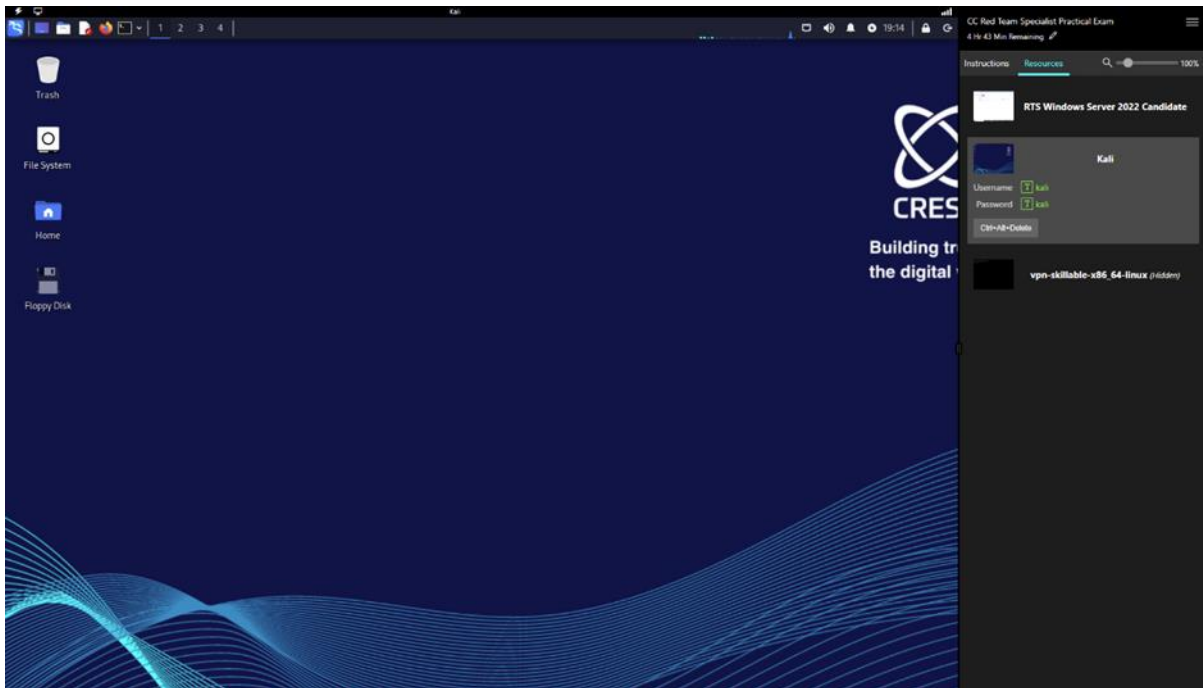 Kali
1 2 3 4
19:14
Trash
File System
Home
Floppy Disk
CRES
Building tr
the digital
CC Red Team Specialist Practical Exam
4 Hr 43 Min Remaining
Instructions Resources 100%
RTS Windows Server 2022 Candidate
Kali
Username T kali
Password T kali
Ctrl+Alt+Delete
vpn-skillable-x86_64-linux (Hidden)